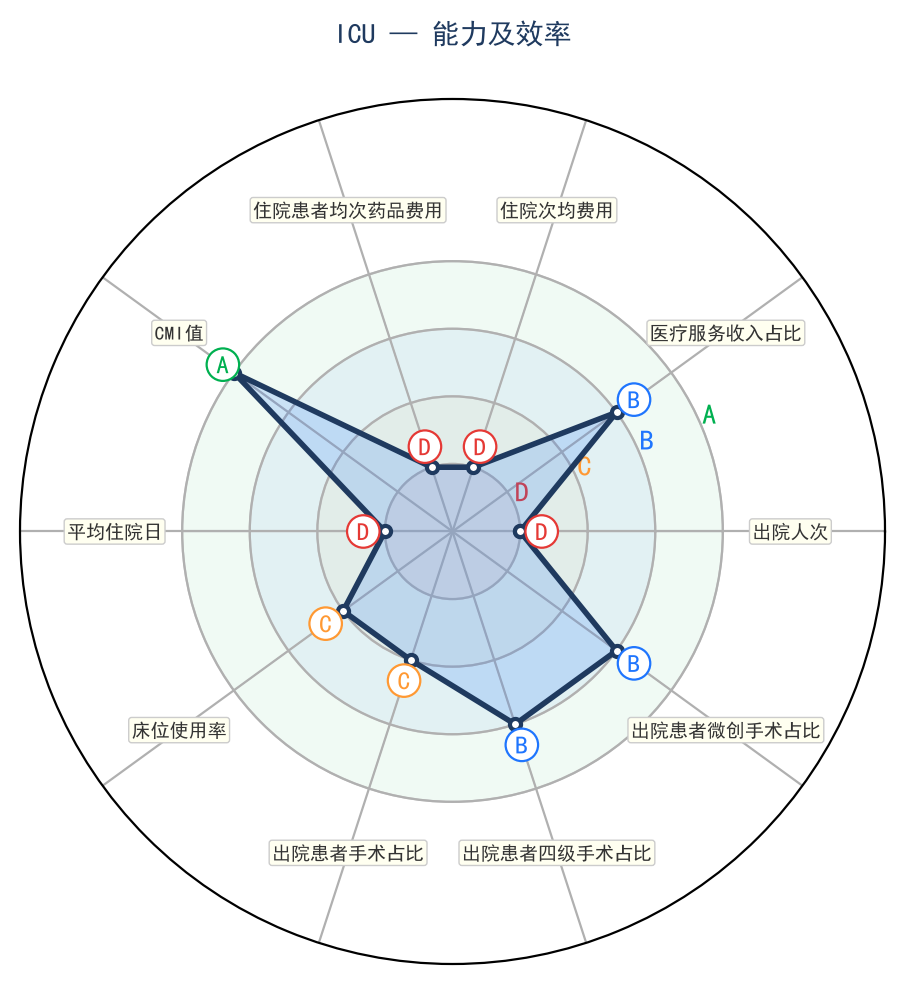 ICU — 能力及效率
住院患者均次药品费用
住院次均费用
CMI值
医疗服务收入占比
A
B
A
B
D
D
C
D
平均住院日
D
D
出院人次
C
B
C
床位使用率
出院患者微创手术占比
B
出院患者手术占比
出院患者四级手术占比